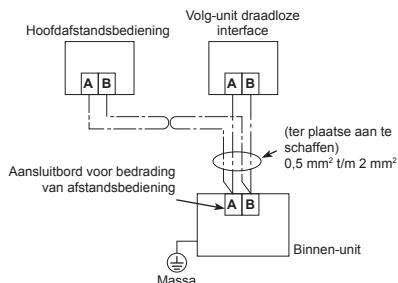 Hoofdafstandsbediening
Volg-unit draadloze
interface
A B
A B
(ter plaatse aan te
schaffen)
0,5 mm² t/m 2 mm²
Aansluitbord voor bedrading
van afstandsbediening
A B
Binnen-unit
Massa